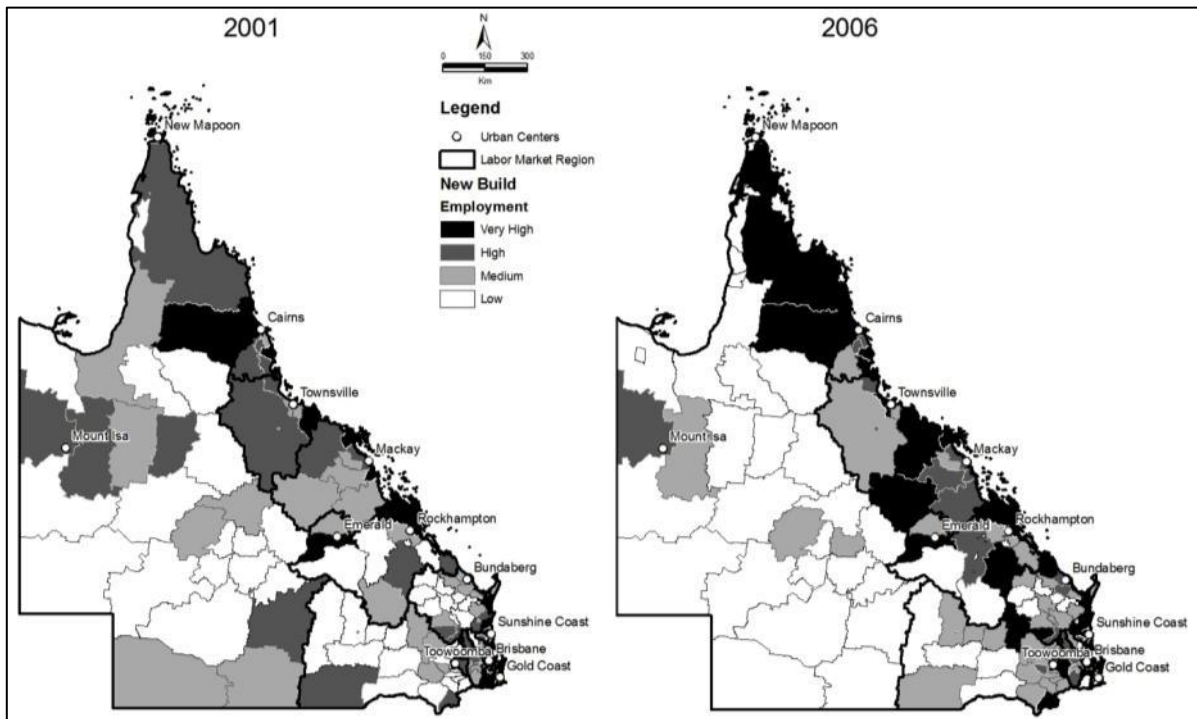 2001
N
0 150 300
Km
Legend
Urban Centers
Labor Market Region
New Build
Employment
Very High
High
Medium
Low
New Mapoon
Cairns
Townsville
Mount Isa
Mackay
Emerald
Rockhampton
Bundaberg
Sunshine Coast
Toowoomba
Brisbane
Gold Coast
2006
New Mapoon
Cairns
Townsville
Mount Isa
Mackay
Emerald
Rockhampton
Bundaberg
Sunshine Coast
Toowoomba
Brisbane
Gold Coast